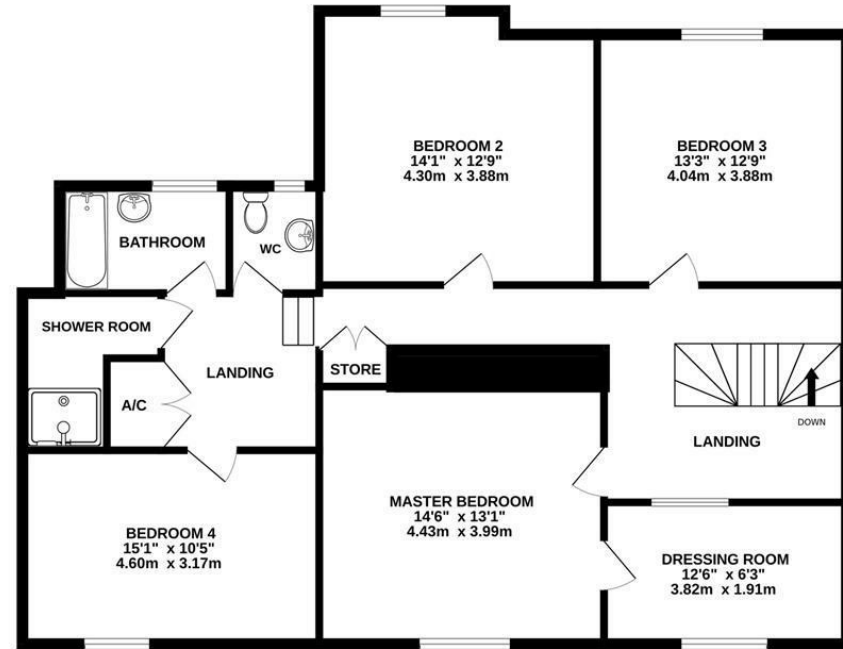 BEDROOM 2
14'1" x 12'9"
4.30m x 3.88m
BEDROOM 3
13'3" x 12'9"
4.04m x 3.88m
BATHROOM
WC
SHOWER ROOM
A/C
LANDING
STORE
DOWN
LANDING
BEDROOM 4
15'1" x 10'5"
4.60m x 3.17m
MASTER BEDROOM
14'6" x 13'1"
4.43m x 3.99m
DRESSING ROOM
12'6" x 6'3"
3.82m x 1.91m